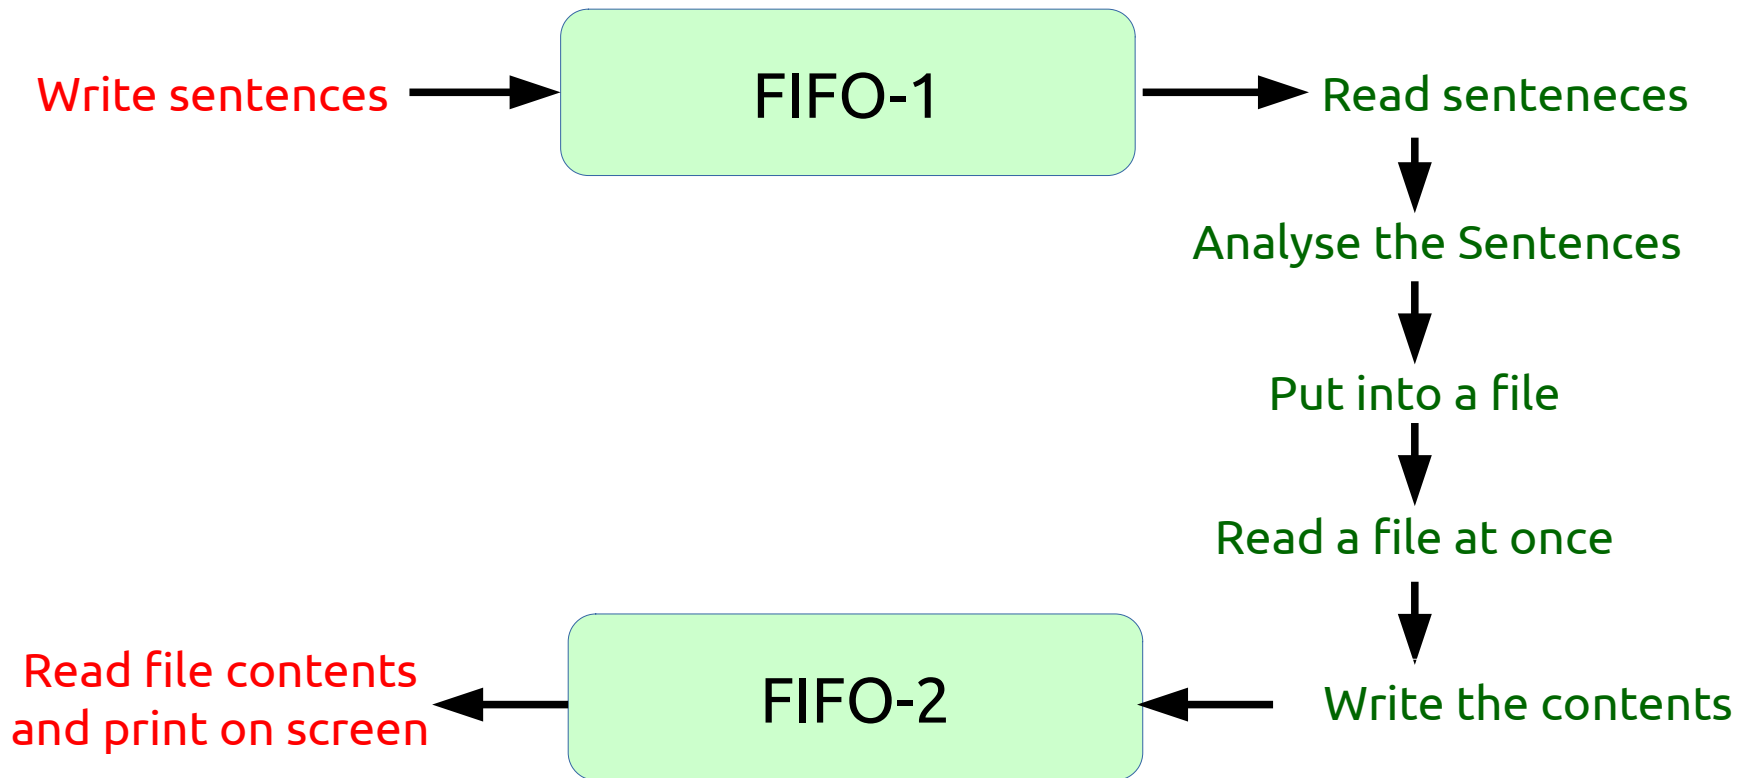 Write sentences
FIFO-1
Read senteneces
Analyse the Sentences
Put into a file
Read a file at once
Write the contents
FIFO-2
Read file contents
and print on screen